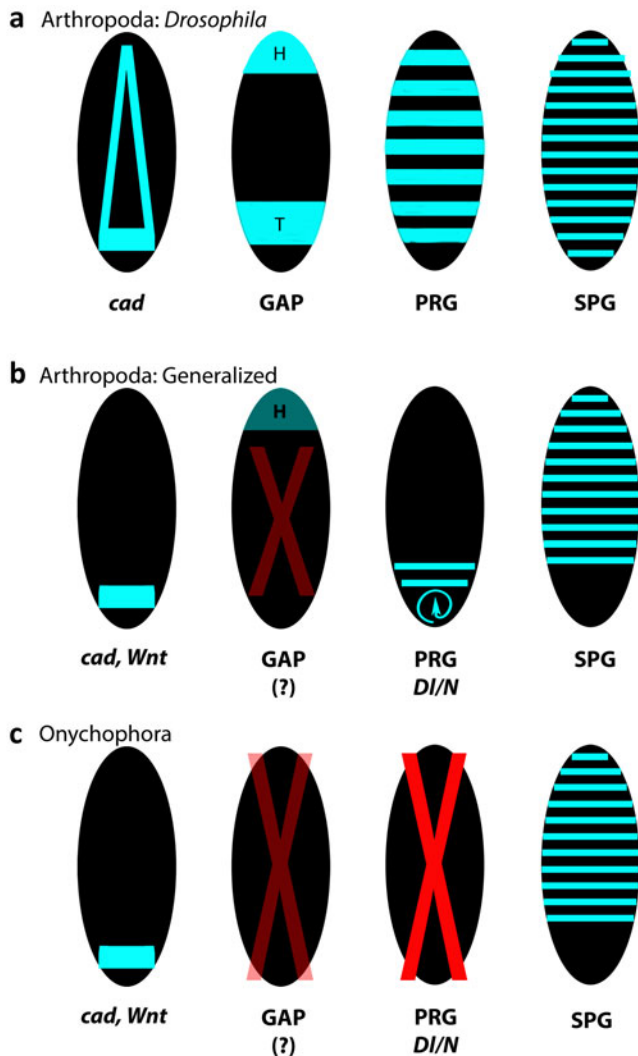 a Arthropoda: Drosophila
H
T
cad GAP PRG SPG
b Arthropoda: Generalized
H
cad, Wnt GAP PRG SPG
(?) Dl/N
c Onychophora
cad, Wnt GAP PRG SPG
(?) Dl/N